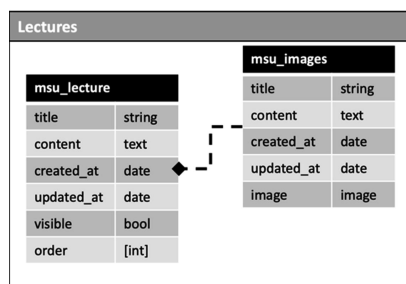 Lectures
msu_lecture
title string
content text
created_at date
updated_at date
visible bool
order [int]
msu_images
title string
content text
created_at date
updated_at date
image image